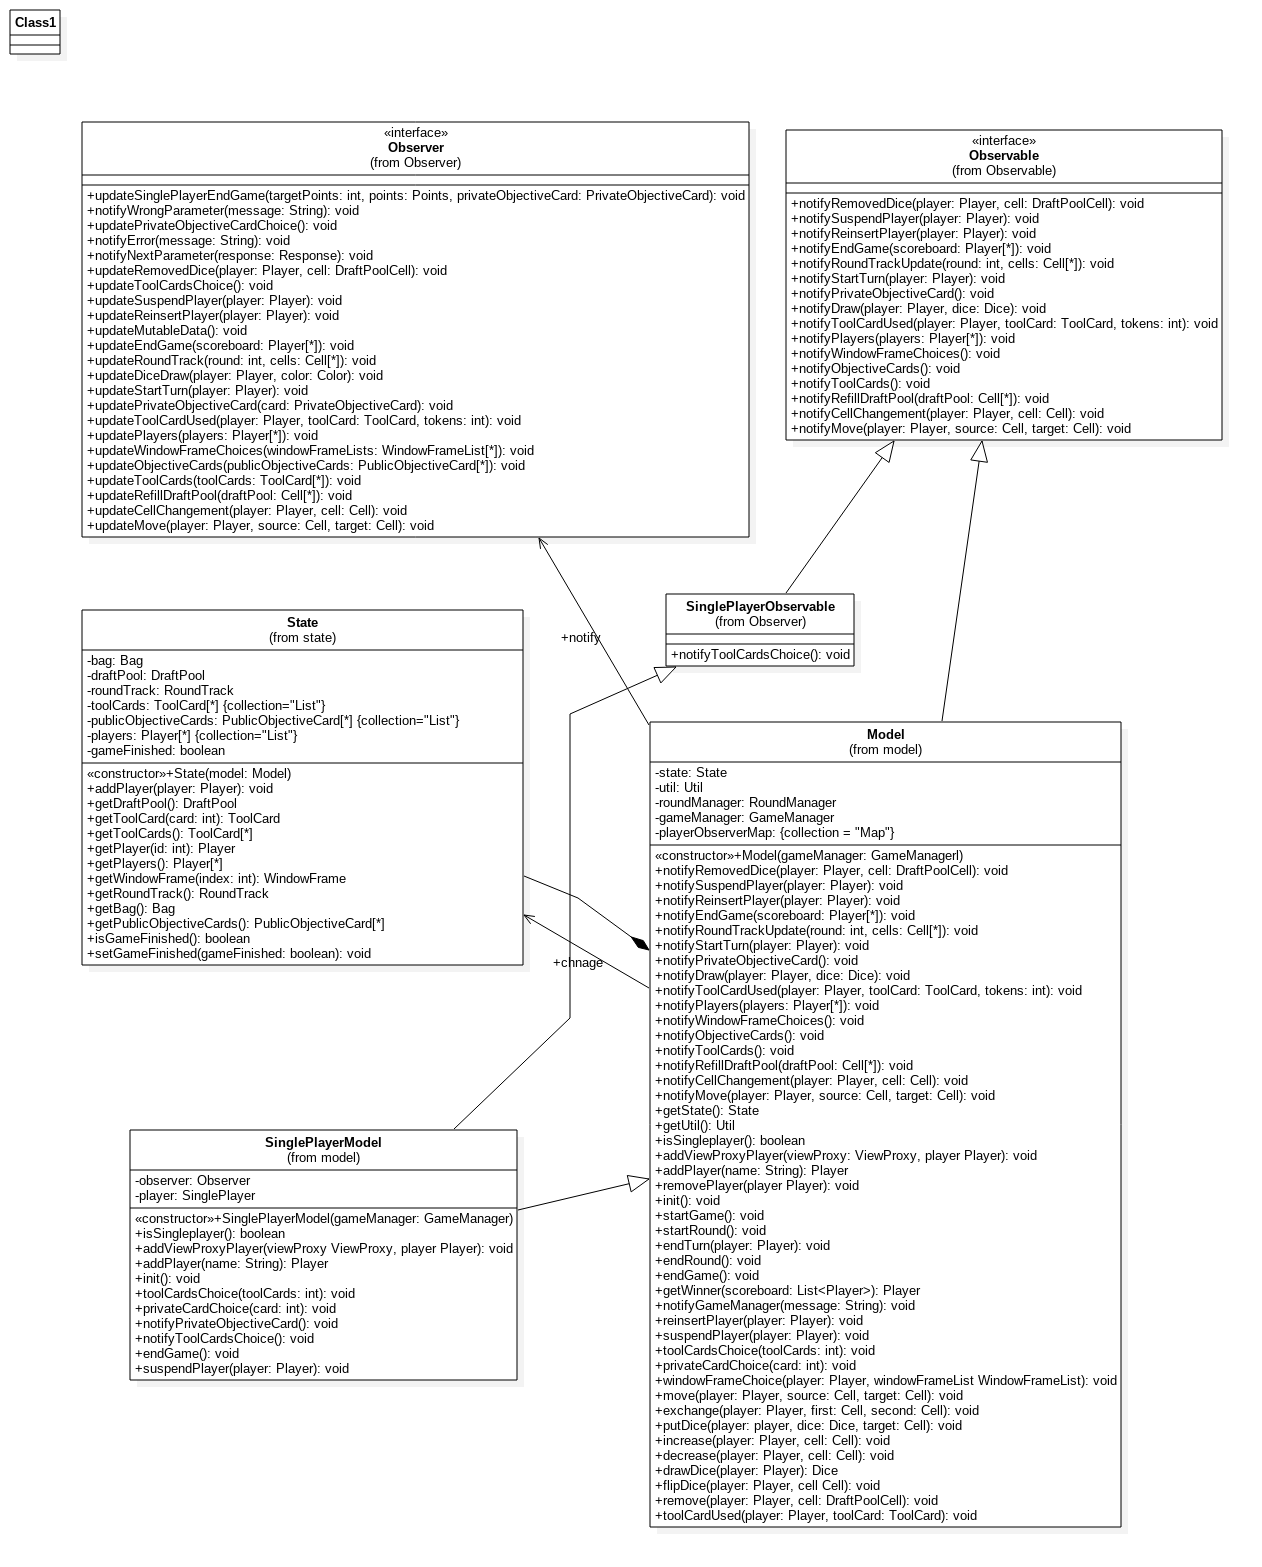 Class1
«interface»
Observer
(from Observer)
+updateSinglePlayerEndGame(targetPoints: int, points: Points, privateObjectiveCard: PrivateObjectiveCard): void
+notifyWrongParameter(message: String): void
+updatePrivateObjectiveCardChoice(): void
+notifyError(message: String): void
+notifyNextParameter(response: Response): void
+updateRemovedDice(player: Player, cell: DraftPoolCell): void
+updateToolCardsChoice(): void
+updateSuspendPlayer(player: Player): void
+updateReinsertPlayer(player: Player): void
+updateMutableData(): void
+updateEndGame(scoreboard: Player[*]): void
+updateRoundTrack(round: int, cells: Cell[*]): void
+updateDiceDraw(player: Player, color: Color): void
+updateStartTurn(player: Player): void
+updatePrivateObjectiveCard(card: PrivateObjectiveCard): void
+updateToolCardUsed(player: Player, toolCard: ToolCard, tokens: int): void
+updatePlayers(players: Player[*]): void
+updateWindowFrameChoices(windowFrameLists: WindowFrameList[*]): void
+updateObjectiveCards(publicObjectiveCards: PublicObjectiveCard[*]): void
+updateToolCards(toolCards: ToolCard[*]): void
+updateRefillDraftPool(draftPool: Cell[*]): void
+updateCellChangement(player: Player, cell: Cell): void
+updateMove(player: Player, source: Cell, target: Cell): void
«interface»
Observable
(from Observable)
+notifyRemovedDice(player: Player, cell: DraftPoolCell): void
+notifySuspendPlayer(player: Player): void
+notifyReinsertPlayer(player: Player): void
+notifyEndGame(scoreboard: Player[*]): void
+notifyRoundTrackUpdate(round: int, cells: Cell[*]): void
+notifyStartTurn(player: Player): void
+notifyPrivateObjectiveCard(): void
+notifyDraw(player: Player, dice: Dice): void
+notifyToolCardUsed(player: Player, toolCard: ToolCard, tokens: int): void
+notifyPlayers(players: Player[*]): void
+notifyWindowFrameChoices(): void
+notifyObjectiveCards(): void
+notifyToolCards(): void
+notifyRefillDraftPool(draftPool: Cell[*]): void
+notifyCellChangement(player: Player, cell: Cell): void
+notifyMove(player: Player, source: Cell, target: Cell): void
+notify
SinglePlayerObservable
(from Observer)
+notifyToolCardsChoice(): void
State
(from state)
-bag: Bag
-draftPool: DraftPool
-roundTrack: RoundTrack
-toolCards: ToolCard[*] {collection="List"}
-publicObjectiveCards: PublicObjectiveCard[*] {collection="List"}
-players: Player[*] {collection="List"}
-gameFinished: boolean
«constructor»+State(model: Model)
+addPlayer(player: Player): void
+getDraftPool(): DraftPool
+getToolCard(card: int): ToolCard
+getToolCards(): ToolCard[*]
+getPlayer(id: int): Player
+getPlayers(): Player[*]
+getWindowFrame(index: int): WindowFrame
+getRoundTrack(): RoundTrack
+getBag(): Bag
+getPublicObjectiveCards(): PublicObjectiveCard[*]
+isGameFinished(): boolean
+setGameFinished(gameFinished: boolean): void
+chnage
Model
(from model)
-state: State
-util: Util
-roundManager: RoundManager
-gameManager: GameManager
-playerObserverMap: {collection = "Map"}
«constructor»+Model(gameManager: GameManagerl)
+notifyRemovedDice(player: Player, cell: DraftPoolCell): void
+notifySuspendPlayer(player: Player): void
+notifyReinsertPlayer(player: Player): void
+notifyEndGame(scoreboard: Player[*]): void
+notifyRoundTrackUpdate(round: int, cells: Cell[*]): void
+notifyStartTurn(player: Player): void
+notifyPrivateObjectiveCard(): void
+notifyDraw(player: Player, dice: Dice): void
+notifyToolCardUsed(player: Player, toolCard: ToolCard, tokens: int): void
+notifyPlayers(players: Player[*]): void
+notifyWindowFrameChoices(): void
+notifyObjectiveCards(): void
+notifyToolCards(): void
+notifyRefillDraftPool(draftPool: Cell[*]): void
+notifyCellChangement(player: Player, cell: Cell): void
+notifyMove(player: Player, source: Cell, target: Cell): void
+getState(): State
+getUtil(): Util
+isSingleplayer(): boolean
+addViewProxyPlayer(viewProxy: ViewProxy, player Player): void
+addPlayer(name: String): Player
+removePlayer(player Player): void
+init(): void
+startGame(): void
+startRound(): void
+endTurn(player: Player): void
+endRound(): void
+endGame(): void
+getWinner(scoreboard: List<Player>): Player
+notifyGameManager(message: String): void
+reinsertPlayer(player: Player): void
+suspendPlayer(player: Player): void
+toolCardsChoice(toolCards: int): void
+privateCardChoice(card: int): void
+windowFrameChoice(player: Player, windowFrameList WindowFrameList): void
+move(player: Player, source: Cell, target: Cell): void
+exchange(player: Player, first: Cell, second: Cell): void
+putDice(player: player, dice: Dice, target: Cell): void
+increase(player: Player, cell: Cell): void
+decrease(player: Player, cell: Cell): void
+drawDice(player: Player): Dice
+flipDice(player: Player, cell Cell): void
+remove(player: Player, cell: DraftPoolCell): void
+toolCardUsed(player: Player, toolCard: ToolCard): void
SinglePlayerModel
(from model)
-observer: Observer
-player: SinglePlayer
«constructor»+SinglePlayerModel(gameManager: GameManager)
+isSingleplayer(): boolean
+addViewProxyPlayer(viewProxy ViewProxy, player Player): void
+addPlayer(name: String): Player
+init(): void
+toolCardsChoice(toolCards: int): void
+privateCardChoice(card: int): void
+notifyPrivateObjectiveCard(): void
+notifyToolCardsChoice(): void
+endGame(): void
+suspendPlayer(player: Player): void